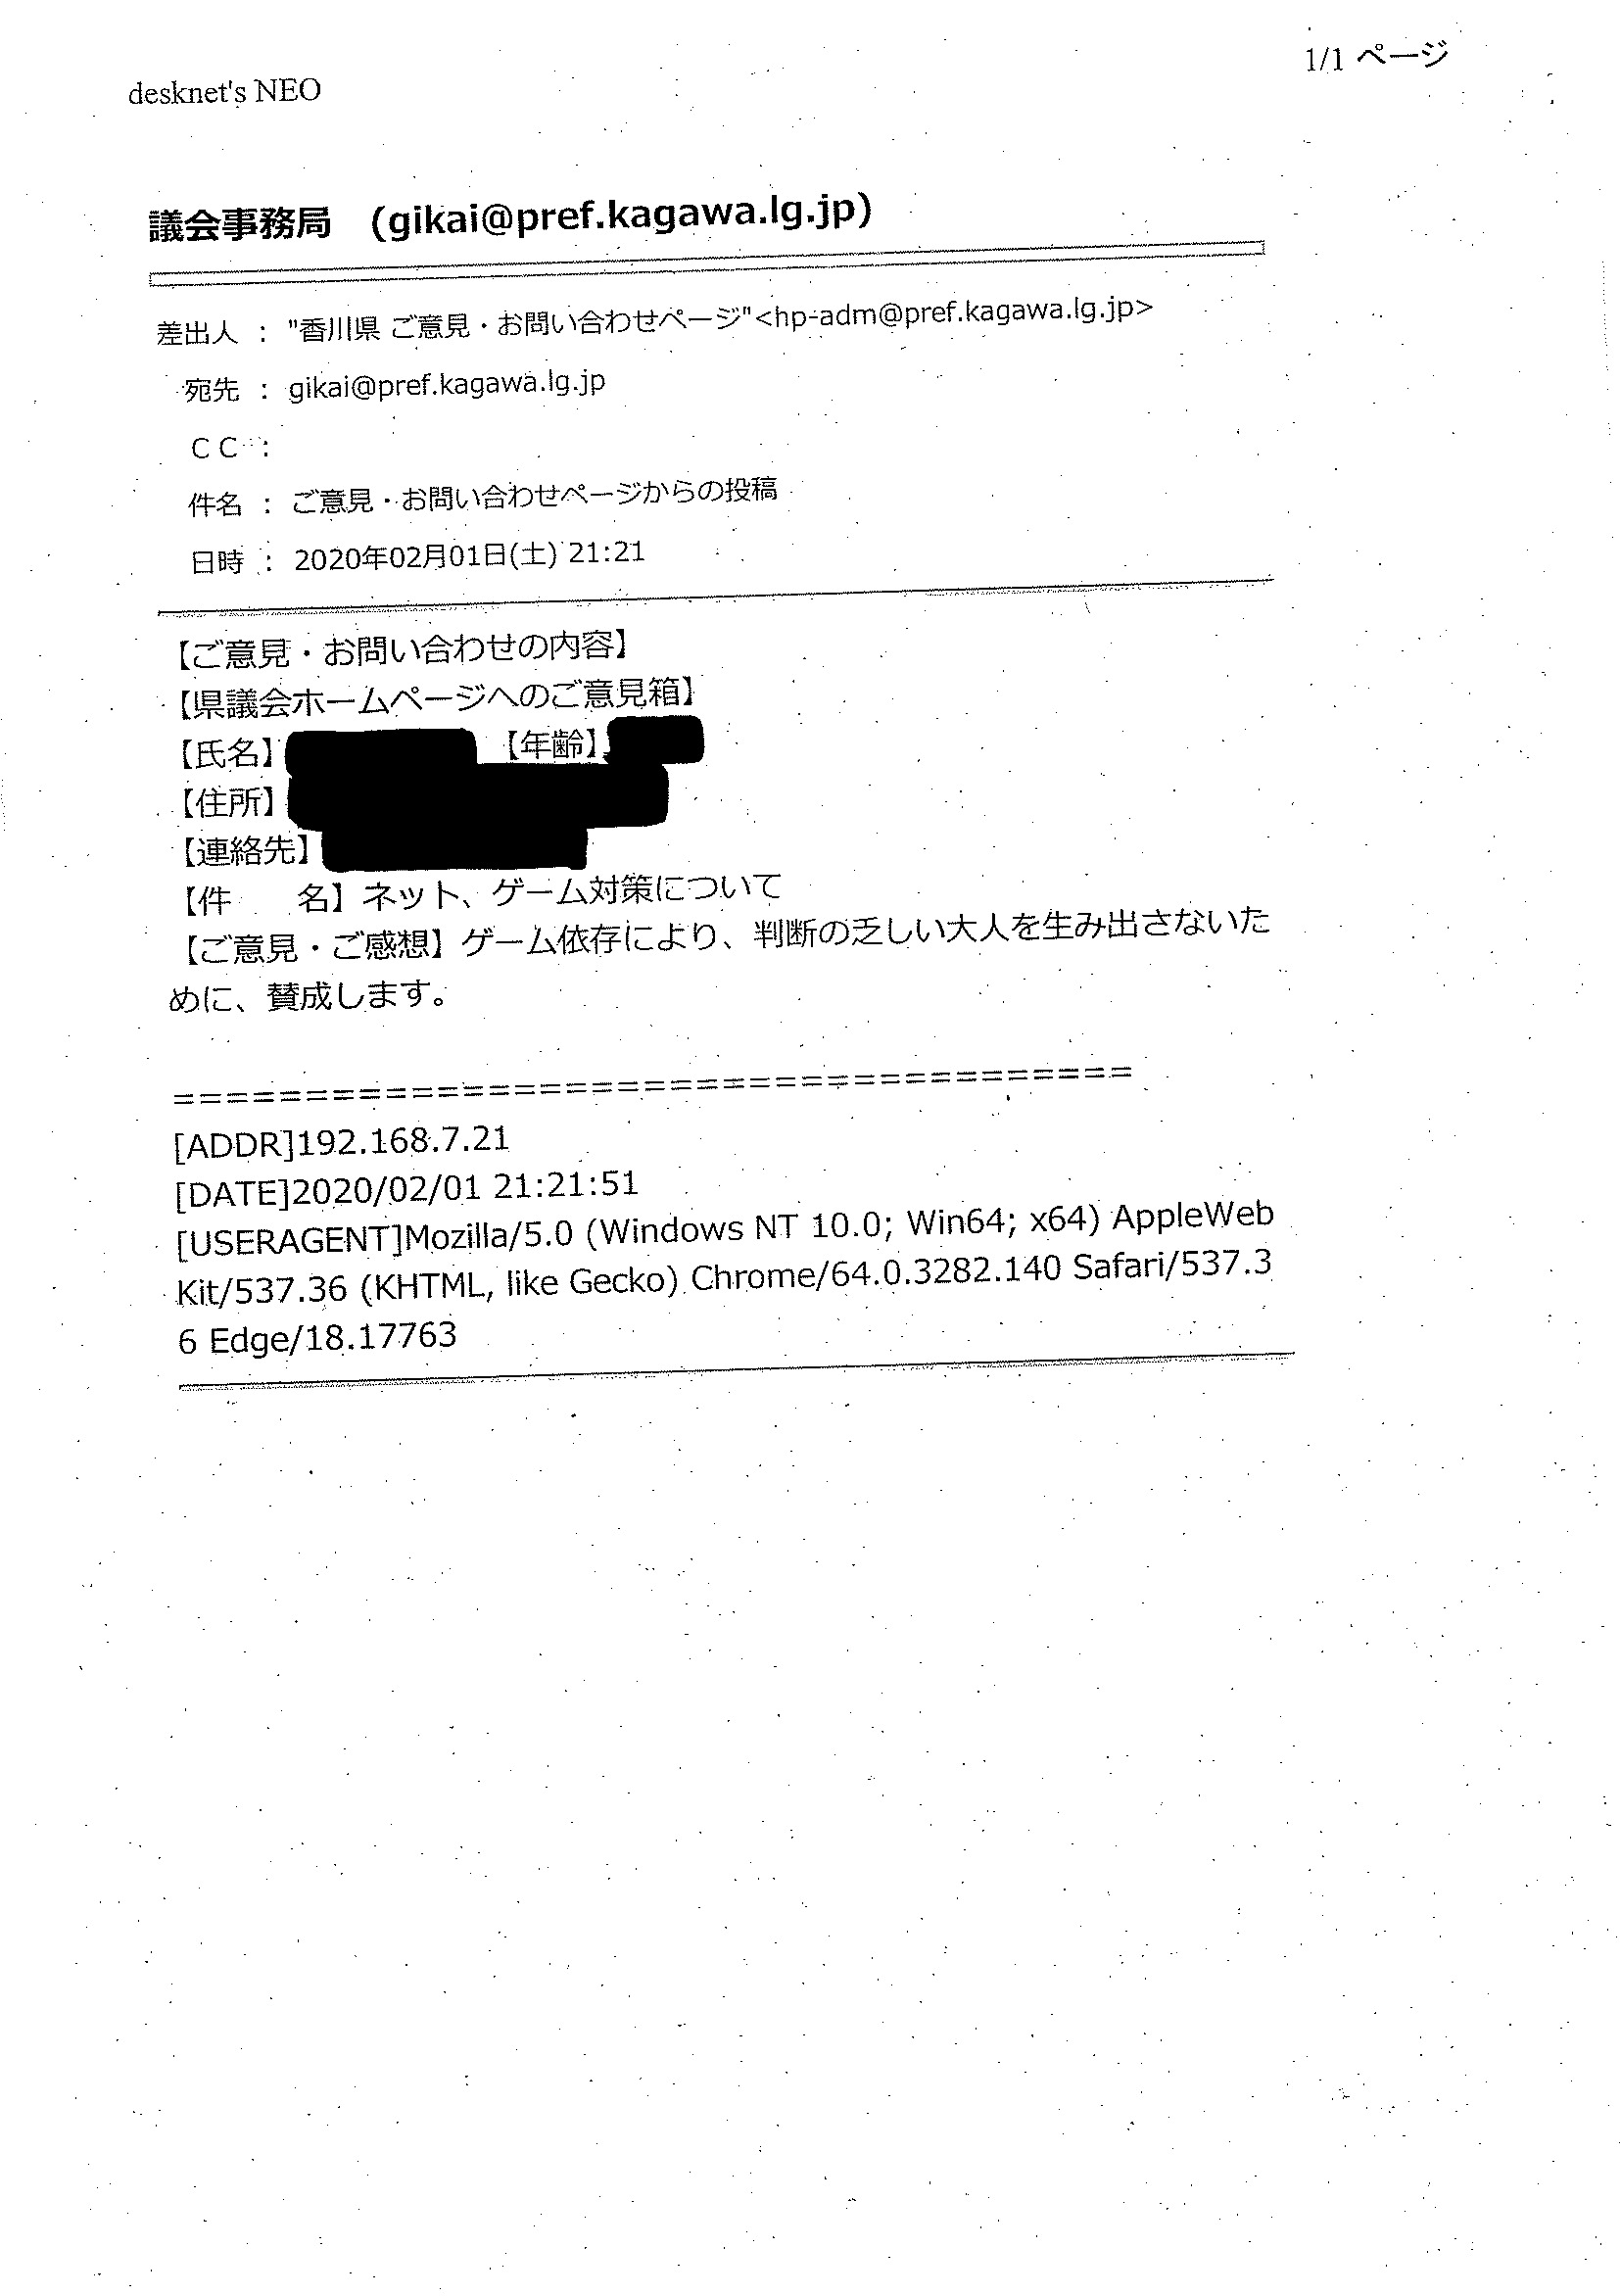 1/1 ページ
desknet's NEO
議会事務局　(gikai@pref.kagawa.lg.jp)
差出人 ： "香川県 ご意見・お問い合わせページ"<hp-adm@pref.kagawa.lg.jp>
宛先 ： gikai@pref.kagawa.lg.jp
ＣＣ ：
件名 ： ご意見・お問い合わせページからの投稿
日時 ： 2020年02月01日(土) 21:21
【ご意見・お問い合わせの内容】
【県議会ホームページへのご意見箱】
【氏名】 【年齢】
【住所】
【連絡先】
【件　　名】ネット、ゲーム対策について
【ご意見・ご感想】ゲーム依存により、判断の乏しい大人を生み出さないた
めに、賛成します。
=====================================
[ADDR]192.168.7.21
[DATE]2020/02/01 21:21:51
[USERAGENT]Mozilla/5.0 (Windows NT 10.0; Win64; x64) AppleWeb
Kit/537.36 (KHTML, like Gecko) Chrome/64.0.3282.140 Safari/537.3
6 Edge/18.17763